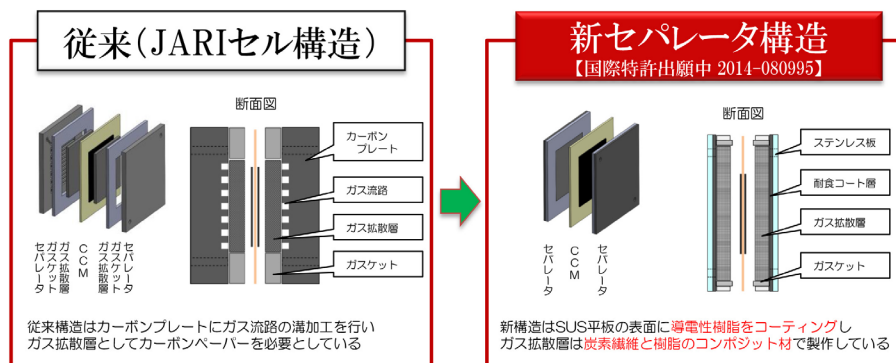 従来(JARIセル構造)
断面図
カーボン
プレート
ガス流路
ガス拡散層
ガスケット
セパレータ
ガスケット
ガス拡散層
CCM
ガス拡散層
ガスケット
セパレータ
従来構造はカーボンプレートにガス流路の溝加工を行い
ガス拡散層としてカーボンペーパーを必要としている
新セパレータ構造
【国際特許出願中 2014-080995】
断面図
ステンレス板
耐食コート層
ガス拡散層
ガスケット
セパレータ
CCM
セパレータ
新構造はSUS平板の表面に導電性樹脂をコーティングし
ガス拡散層は炭素繊維と樹脂のコンポジット材で製作している